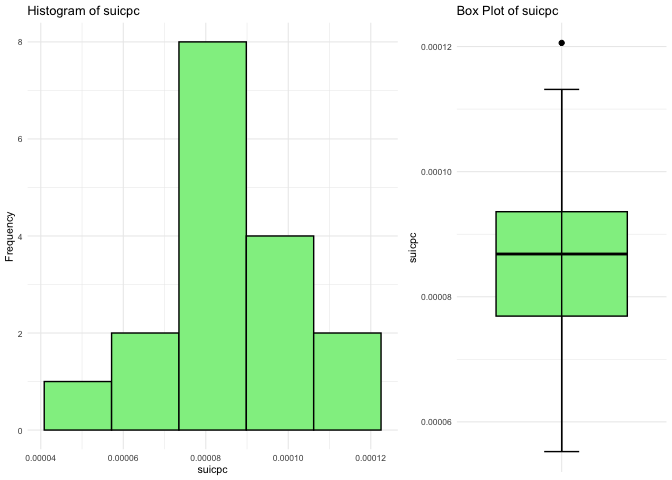 Histogram of suicpc
Frequency
8
6
4
2
0
0.00004 0.00006 0.00008 0.00010 0.00012
suicpc
Box Plot of suicpc
suicpc
0.00012
0.00010
0.00008
0.00006